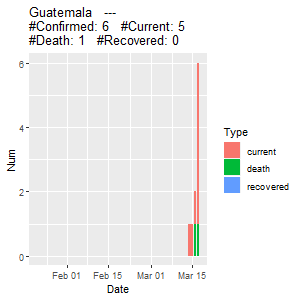 Guatemala   ---
#Confirmed: 6   #Current: 5
#Death: 1   #Recovered: 0
Num
6
4
2
0
Feb 01
Feb 15
Mar 01
Mar 15
Date
Type
current
death
recovered